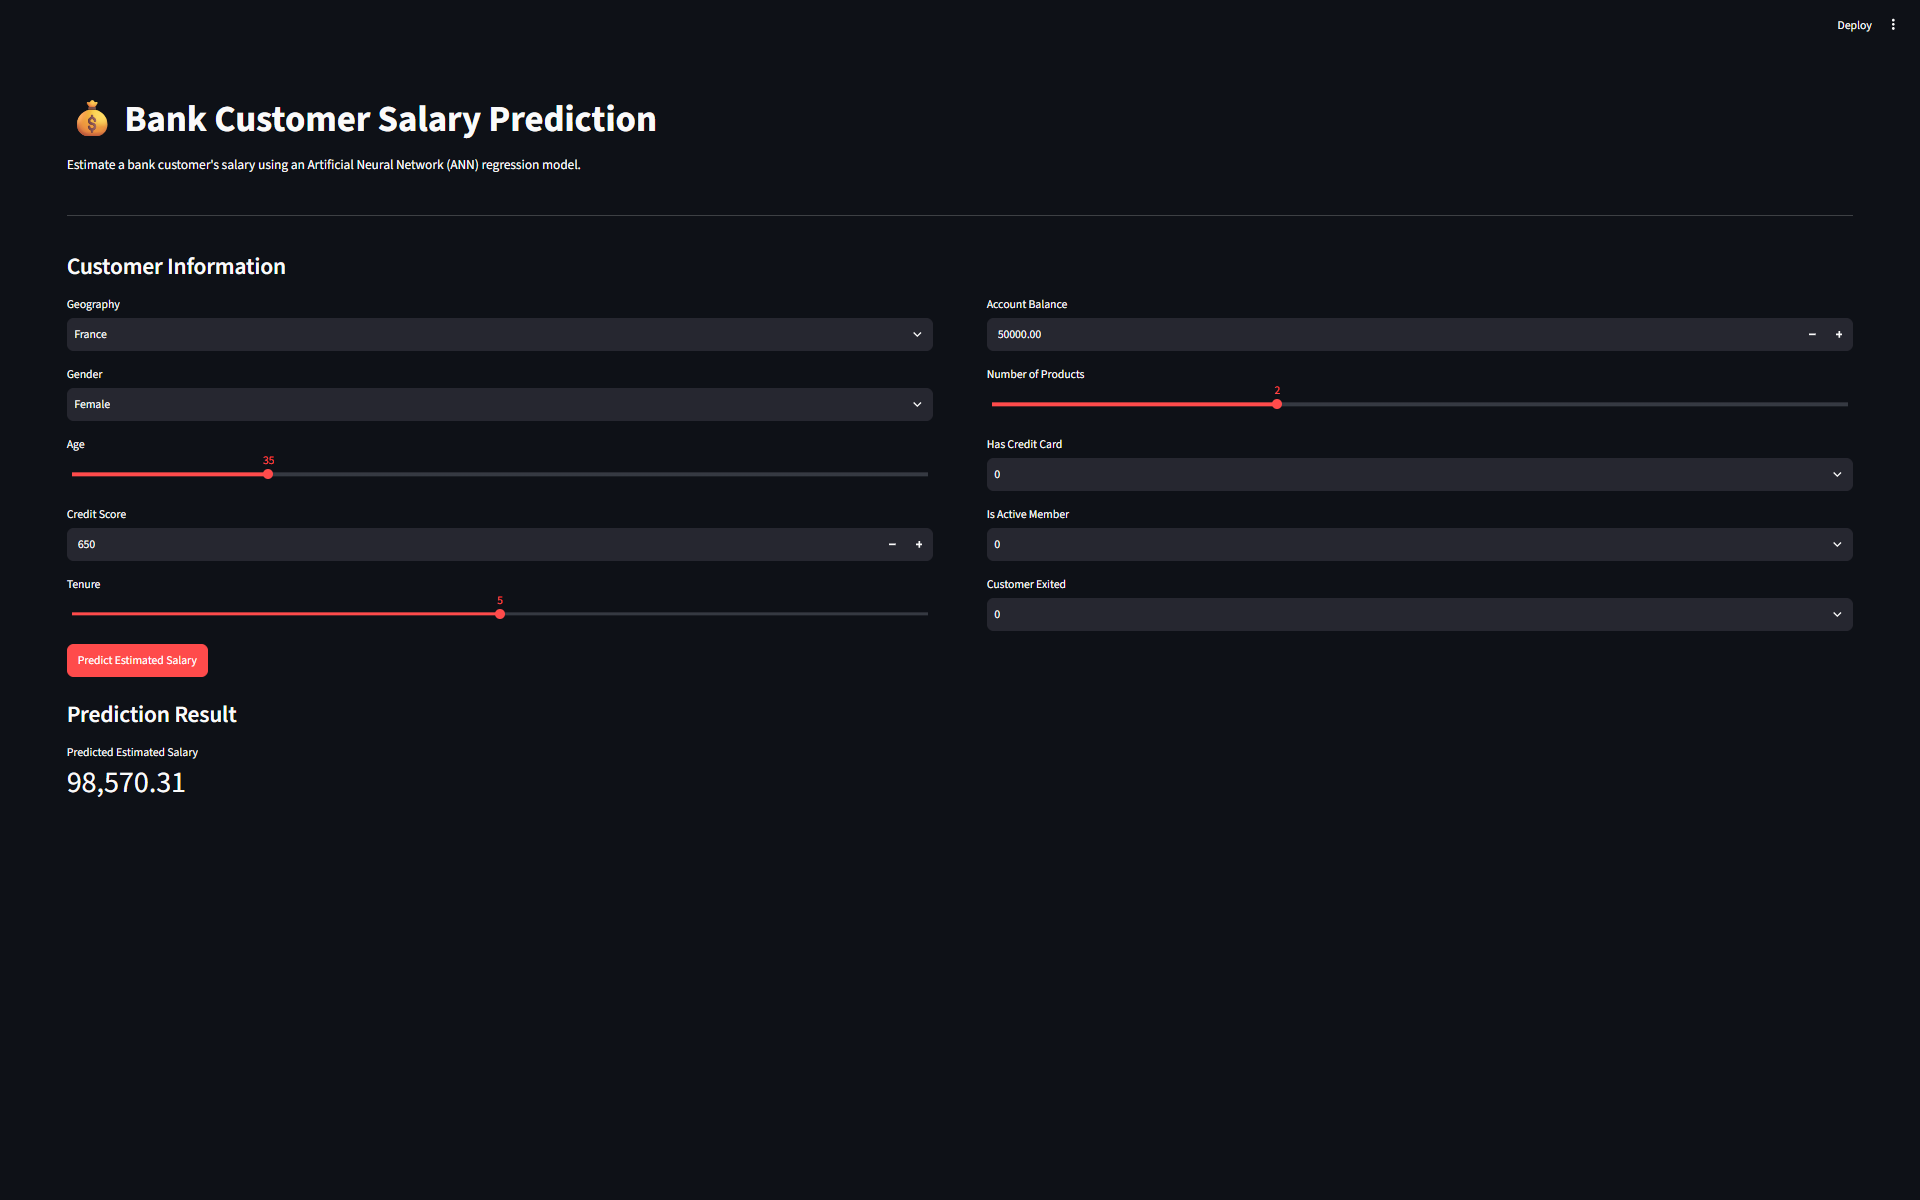 Deploy
Bank Customer Salary Prediction
Estimate a bank customer's salary using an Artificial Neural Network (ANN) regression model.
Customer Information
Geography
France
Gender
Female
Age
35
Credit Score
650
Tenure
5
Account Balance
50000.00
Number of Products
2
Has Credit Card
0
Is Active Member
0
Customer Exited
0
Predict Estimated Salary
Prediction Result
Predicted Estimated Salary
98,570.31